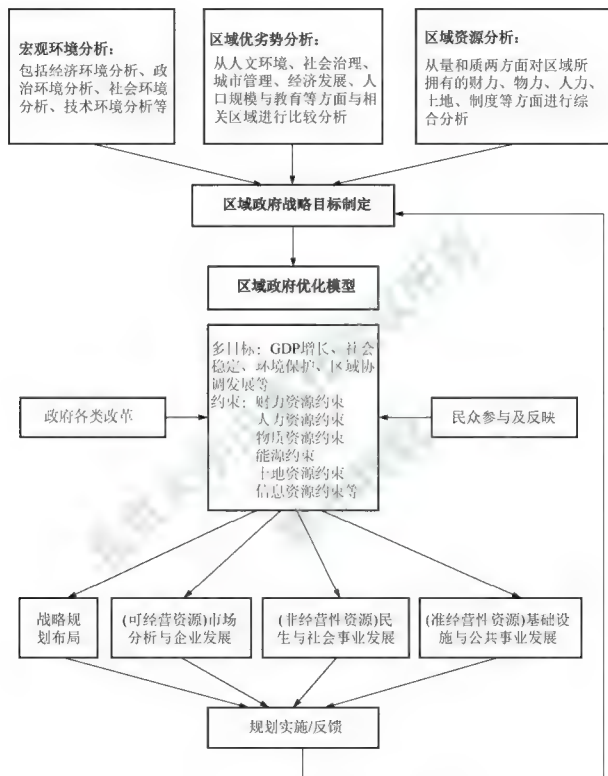 宏观环境分析：
包括经济环境分析、政
治环境分析、社会环境
分析、技术环境分析等
区域优劣势分析：
从人文环境、社会治理、
城市管理、经济发展、人
口规模与教育等方面与相
关区域进行比较分析
区域资源分析：
从量和质两方面对区域所
拥有的财力、物力、人力、
土地、制度等方面进行综
合分析
区域政府战略目标制定
区域政府优化模型
多目标：GDP增长、社会
稳定、环境保护、区域协
调发展等
约束：财力资源约束
人力资源约束
物质资源约束
能源约束
土地资源约束
信息资源约束等
政府各类改革
民众参与及反映
战略规
划布局
(可经营资源)市场
分析与企业发展
(非经营性资源)民
生与社会事业发展
(准经营性资源)基础设
施与公共事业发展
规划实施/反馈